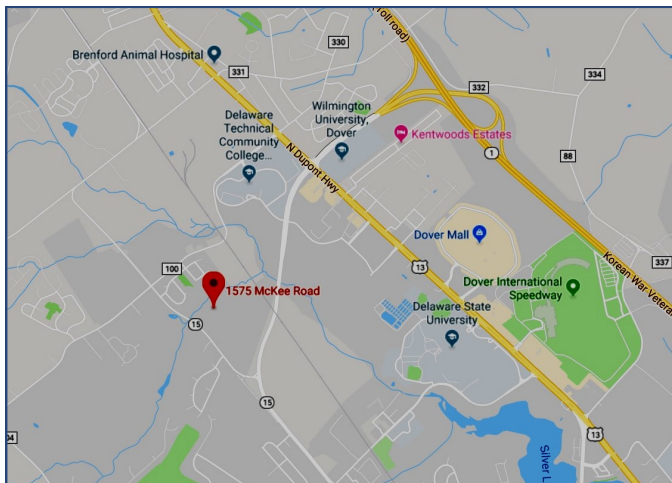 (Toll road)
330
Brenford Animal Hospital
331
334
332
Wilmington
University,
Dover
Delaware
Technical
Community
College...
Kentwoods Estates
N Dupont Hwy
1
88
Dover Mall
13
337
Korean War Vetera
100
1575 McKee Road
Dover International
Speedway
15
Delaware State
University
15
13
04
Silver L